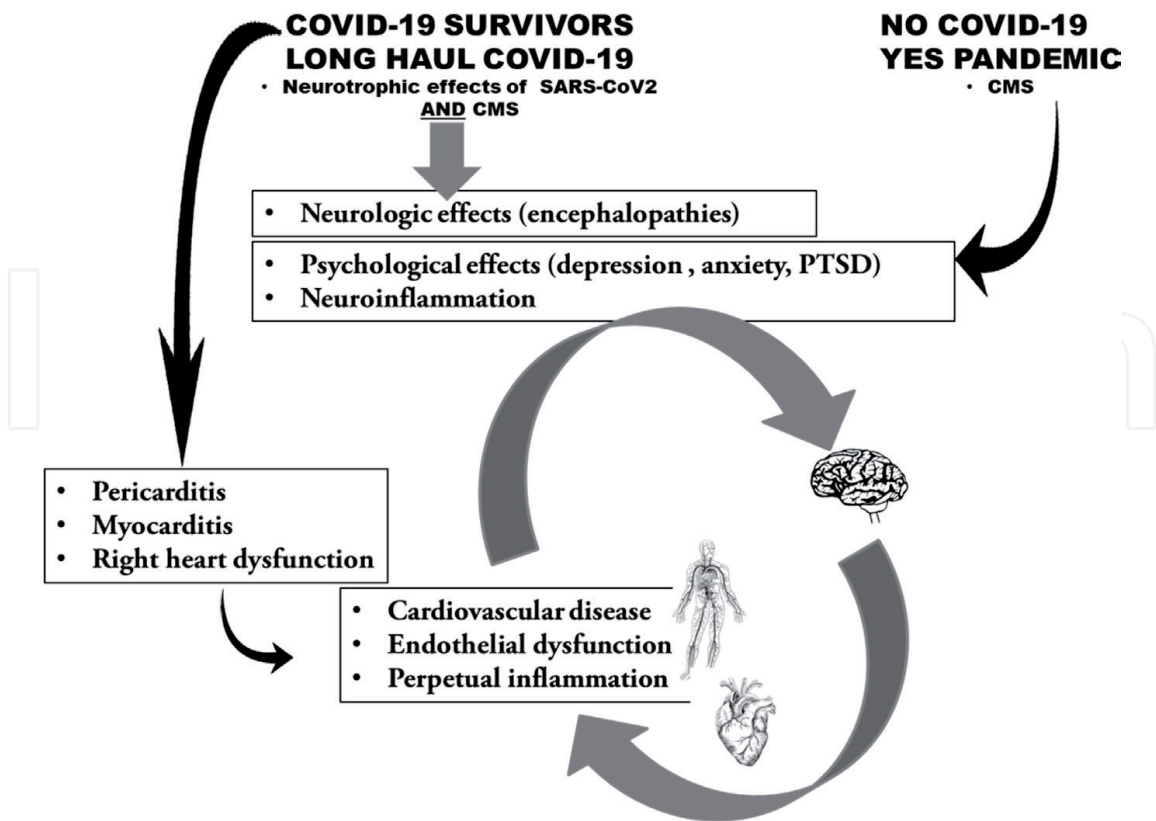 COVID-19 SURVIVORS
LONG HAUL COVID-19
• Neurotrophic effects of SARS-CoV2
AND CMS
NO COVID-19
YES PANDEMIC
• CMS
• Neurologic effects (encephalopathies)
• Psychological effects (depression , anxiety, PTSD)
• Neuroinflammation
• Pericarditis
• Myocarditis
• Right heart dysfunction
• Cardiovascular disease
• Endothelial dysfunction
• Perpetual inflammation